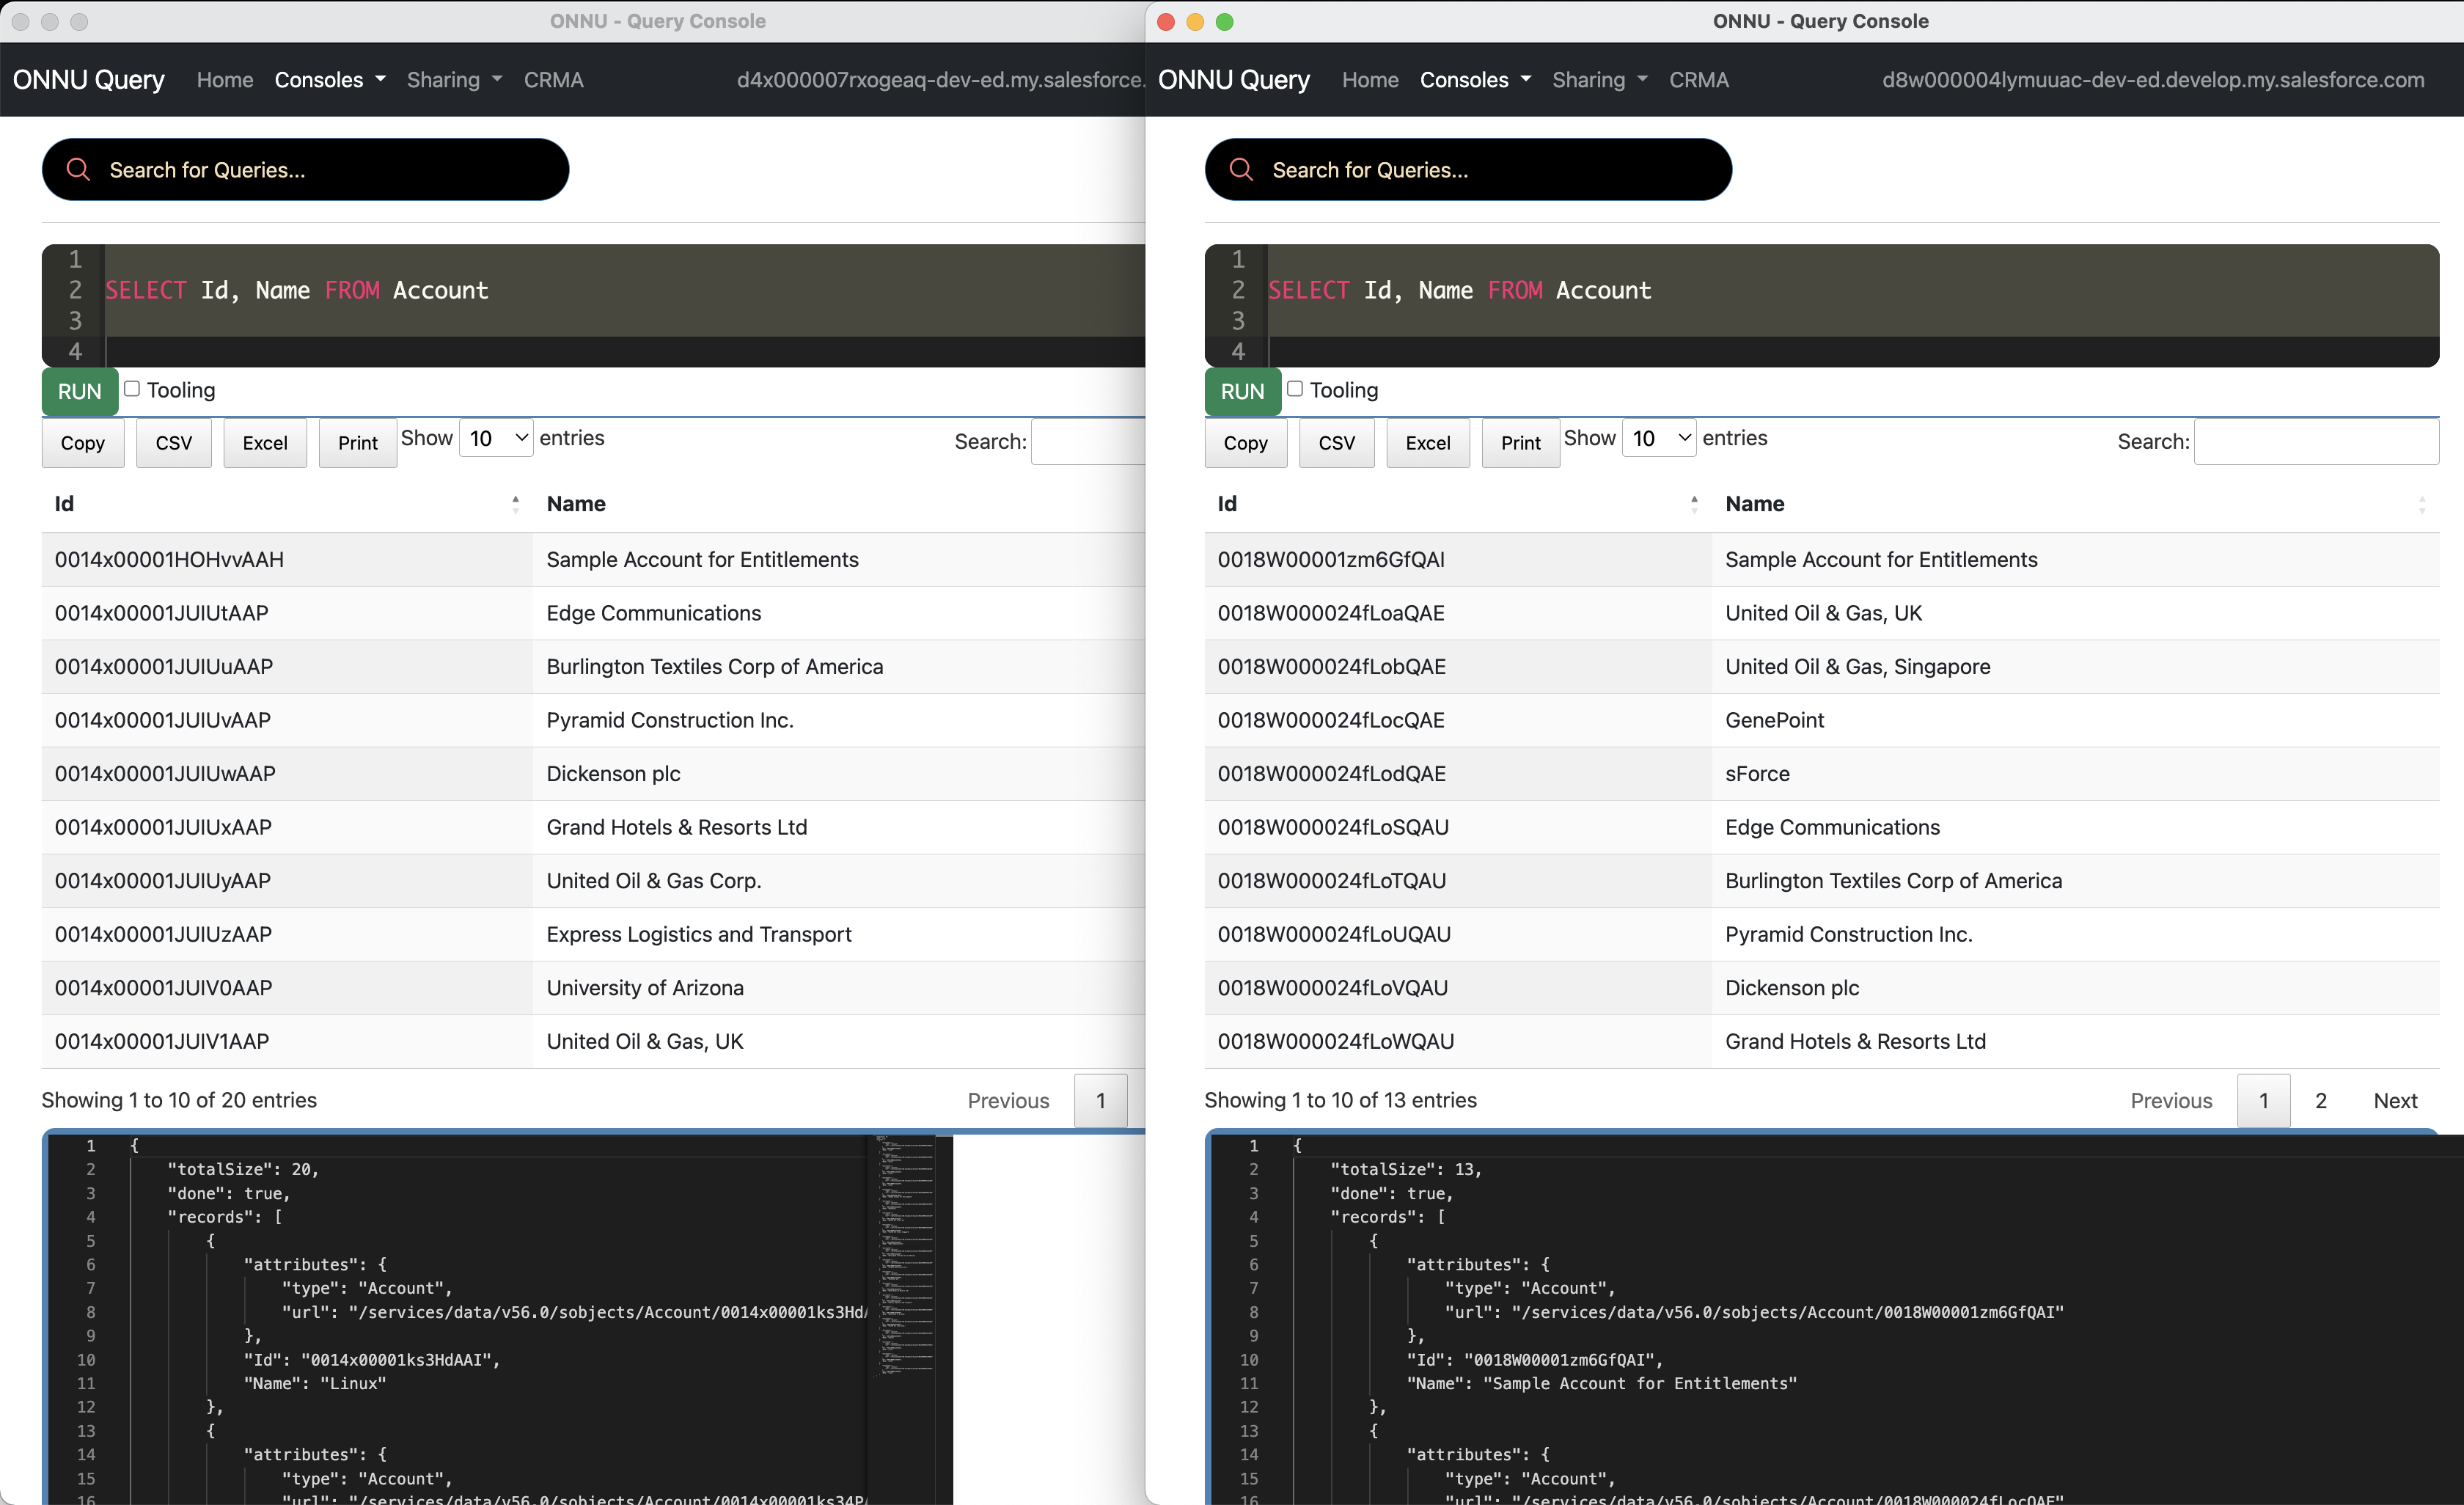 ONNU - Query Console
ONNU Query Home Consoles Sharing CRMA d4x000007rxogeaq-dev-ed.my.salesforce.
Search for Queries...
1
2 SELECT Id, Name FROM Account
3
4
RUN Tooling
Copy CSV Excel Print Show 10 entries Search:
Id Name
0014x00001HOHvvAAH Sample Account for Entitlements
0014x00001JUIUtAAP Edge Communications
0014x00001JUIUuAAP Burlington Textiles Corp of America
0014x00001JUIUvAAP Pyramid Construction Inc.
0014x00001JUIUwAAP Dickenson plc
0014x00001JUIUxAAP Grand Hotels & Resorts Ltd
0014x00001JUIUyAAP United Oil & Gas Corp.
0014x00001JUIUzAAP Express Logistics and Transport
0014x00001JUIV0AAP University of Arizona
0014x00001JUIV1AAP United Oil & Gas, UK
Showing 1 to 10 of 20 entries Previous 1
1 {
2 "totalSize": 20,
3 "done": true,
4 "records": [
5 {
6 "attributes": {
7 "type": "Account",
8 "url": "/services/data/v56.0/sobjects/Account/0014x00001ks3Hd
9 },
10 "Id": "0014x00001ks3HdAAI",
11 "Name": "Linux"
12 },
13 {
14 "attributes": {
15 "type": "Account",
16 "url": "/services/data/v56.0/sobjects/Account/0014x00001ks34P
ONNU - Query Console
ONNU Query Home Consoles Sharing CRMA d8w000004lymuuac-dev-ed.develop.my.salesforce.com
Search for Queries...
1
2 SELECT Id, Name FROM Account
3
4
RUN Tooling
Copy CSV Excel Print Show 10 entries Search:
Id Name
0018W00001zm6GfQAI Sample Account for Entitlements
0018W000024fLoaQAE United Oil & Gas, UK
0018W000024fLobQAE United Oil & Gas, Singapore
0018W000024fLocQAE GenePoint
0018W000024fLodQAE sForce
0018W000024fLoSQAU Edge Communications
0018W000024fLoTQAU Burlington Textiles Corp of America
0018W000024fLoUQAU Pyramid Construction Inc.
0018W000024fLoVQAU Dickenson plc
0018W000024fLoWQAU Grand Hotels & Resorts Ltd
Showing 1 to 10 of 13 entries Previous 1 2 Next
1 {
2 "totalSize": 13,
3 "done": true,
4 "records": [
5 {
6 "attributes": {
7 "type": "Account",
8 "url": "/services/data/v56.0/sobjects/Account/0018W00001zm6GfQAI"
9 },
10 "Id": "0018W00001zm6GfQAI",
11 "Name": "Sample Account for Entitlements"
12 },
13 {
14 "attributes": {
15 "type": "Account",
16 "url": "/services/data/v56.0/sobjects/Account/0018W000024fLocQAE"